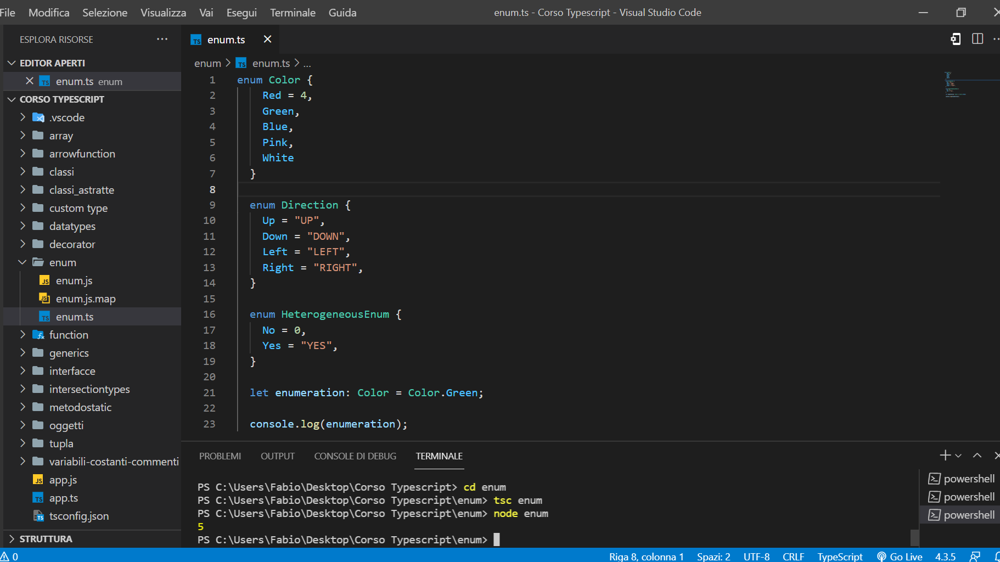 File Modifica Selezione Visualizza Vai Esegui Terminale Guida enum.ts - Corso Typescript - Visual Studio Code
ESPLORA RISORSE ···
EDITOR APERTI
TS enum.ts enum
CORSO TYPESCRIPT
.vscode
array
arrowfunction
classi
classi_astratte
custom type
datatypes
decorator
enum
JS enum.js
JS enum.js.map
TS enum.ts
function
generics
interfacce
intersectiontypes
metodostatic
oggetti
tupla
variabili-costanti-commenti
JS app.js
TS app.ts
TS tsconfig.json
STRUTTURA
TS enum.ts
enum > TS enum.ts > ...
1 enum Color {
2 Red = 4,
3 Green,
4 Blue,
5 Pink,
6 White
7 }
8
9 enum Direction {
10 Up = "UP",
11 Down = "DOWN",
12 Left = "LEFT",
13 Right = "RIGHT",
14 }
15
16 enum HeterogeneousEnum {
17 No = 0,
18 Yes = "YES",
19 }
20
21 let enumeration: Color = Color.Green;
22
23 console.log(enumeration);
PROBLEMI OUTPUT CONSOLE DI DEBUG TERMINALE
PS C:\Users\Fabio\Desktop\Corso Typescript> cd enum
PS C:\Users\Fabio\Desktop\Corso Typescript\enum> tsc enum
PS C:\Users\Fabio\Desktop\Corso Typescript\enum> node enum
5
PS C:\Users\Fabio\Desktop\Corso Typescript\enum>
powershell
powershell
powershell
0 Riga 8, colonna 1 Spazi: 2 UTF-8 CRLF TypeScript Go Live 4.3.5